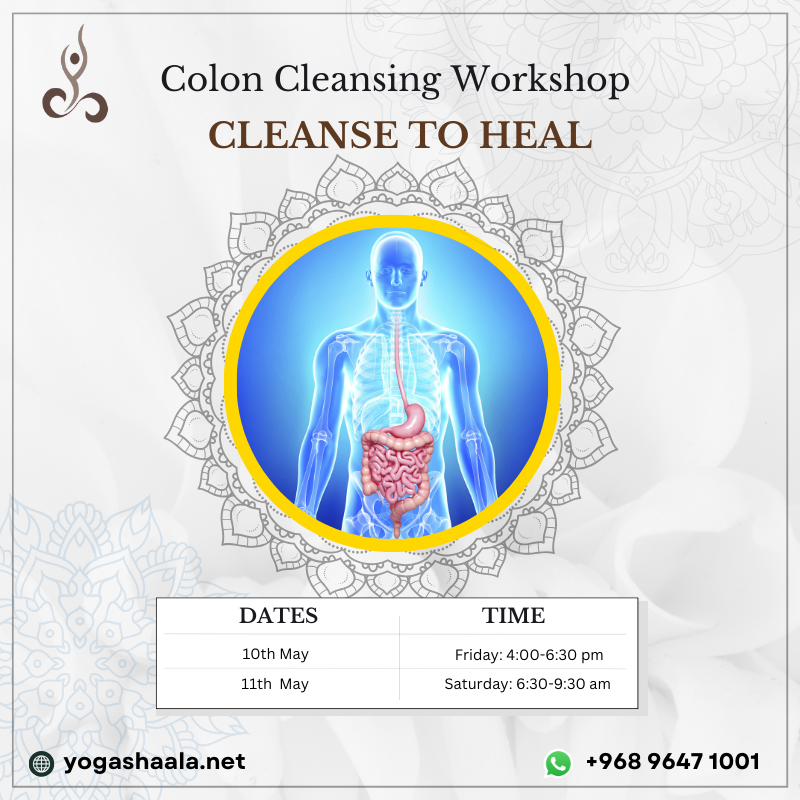 Colon Cleansing Workshop
CLEANSE TO HEAL
DATES TIME
10th May Friday: 4:00-6:30 pm
11th May Saturday: 6:30-9:30 am
yogashaala.net +968 9647 1001